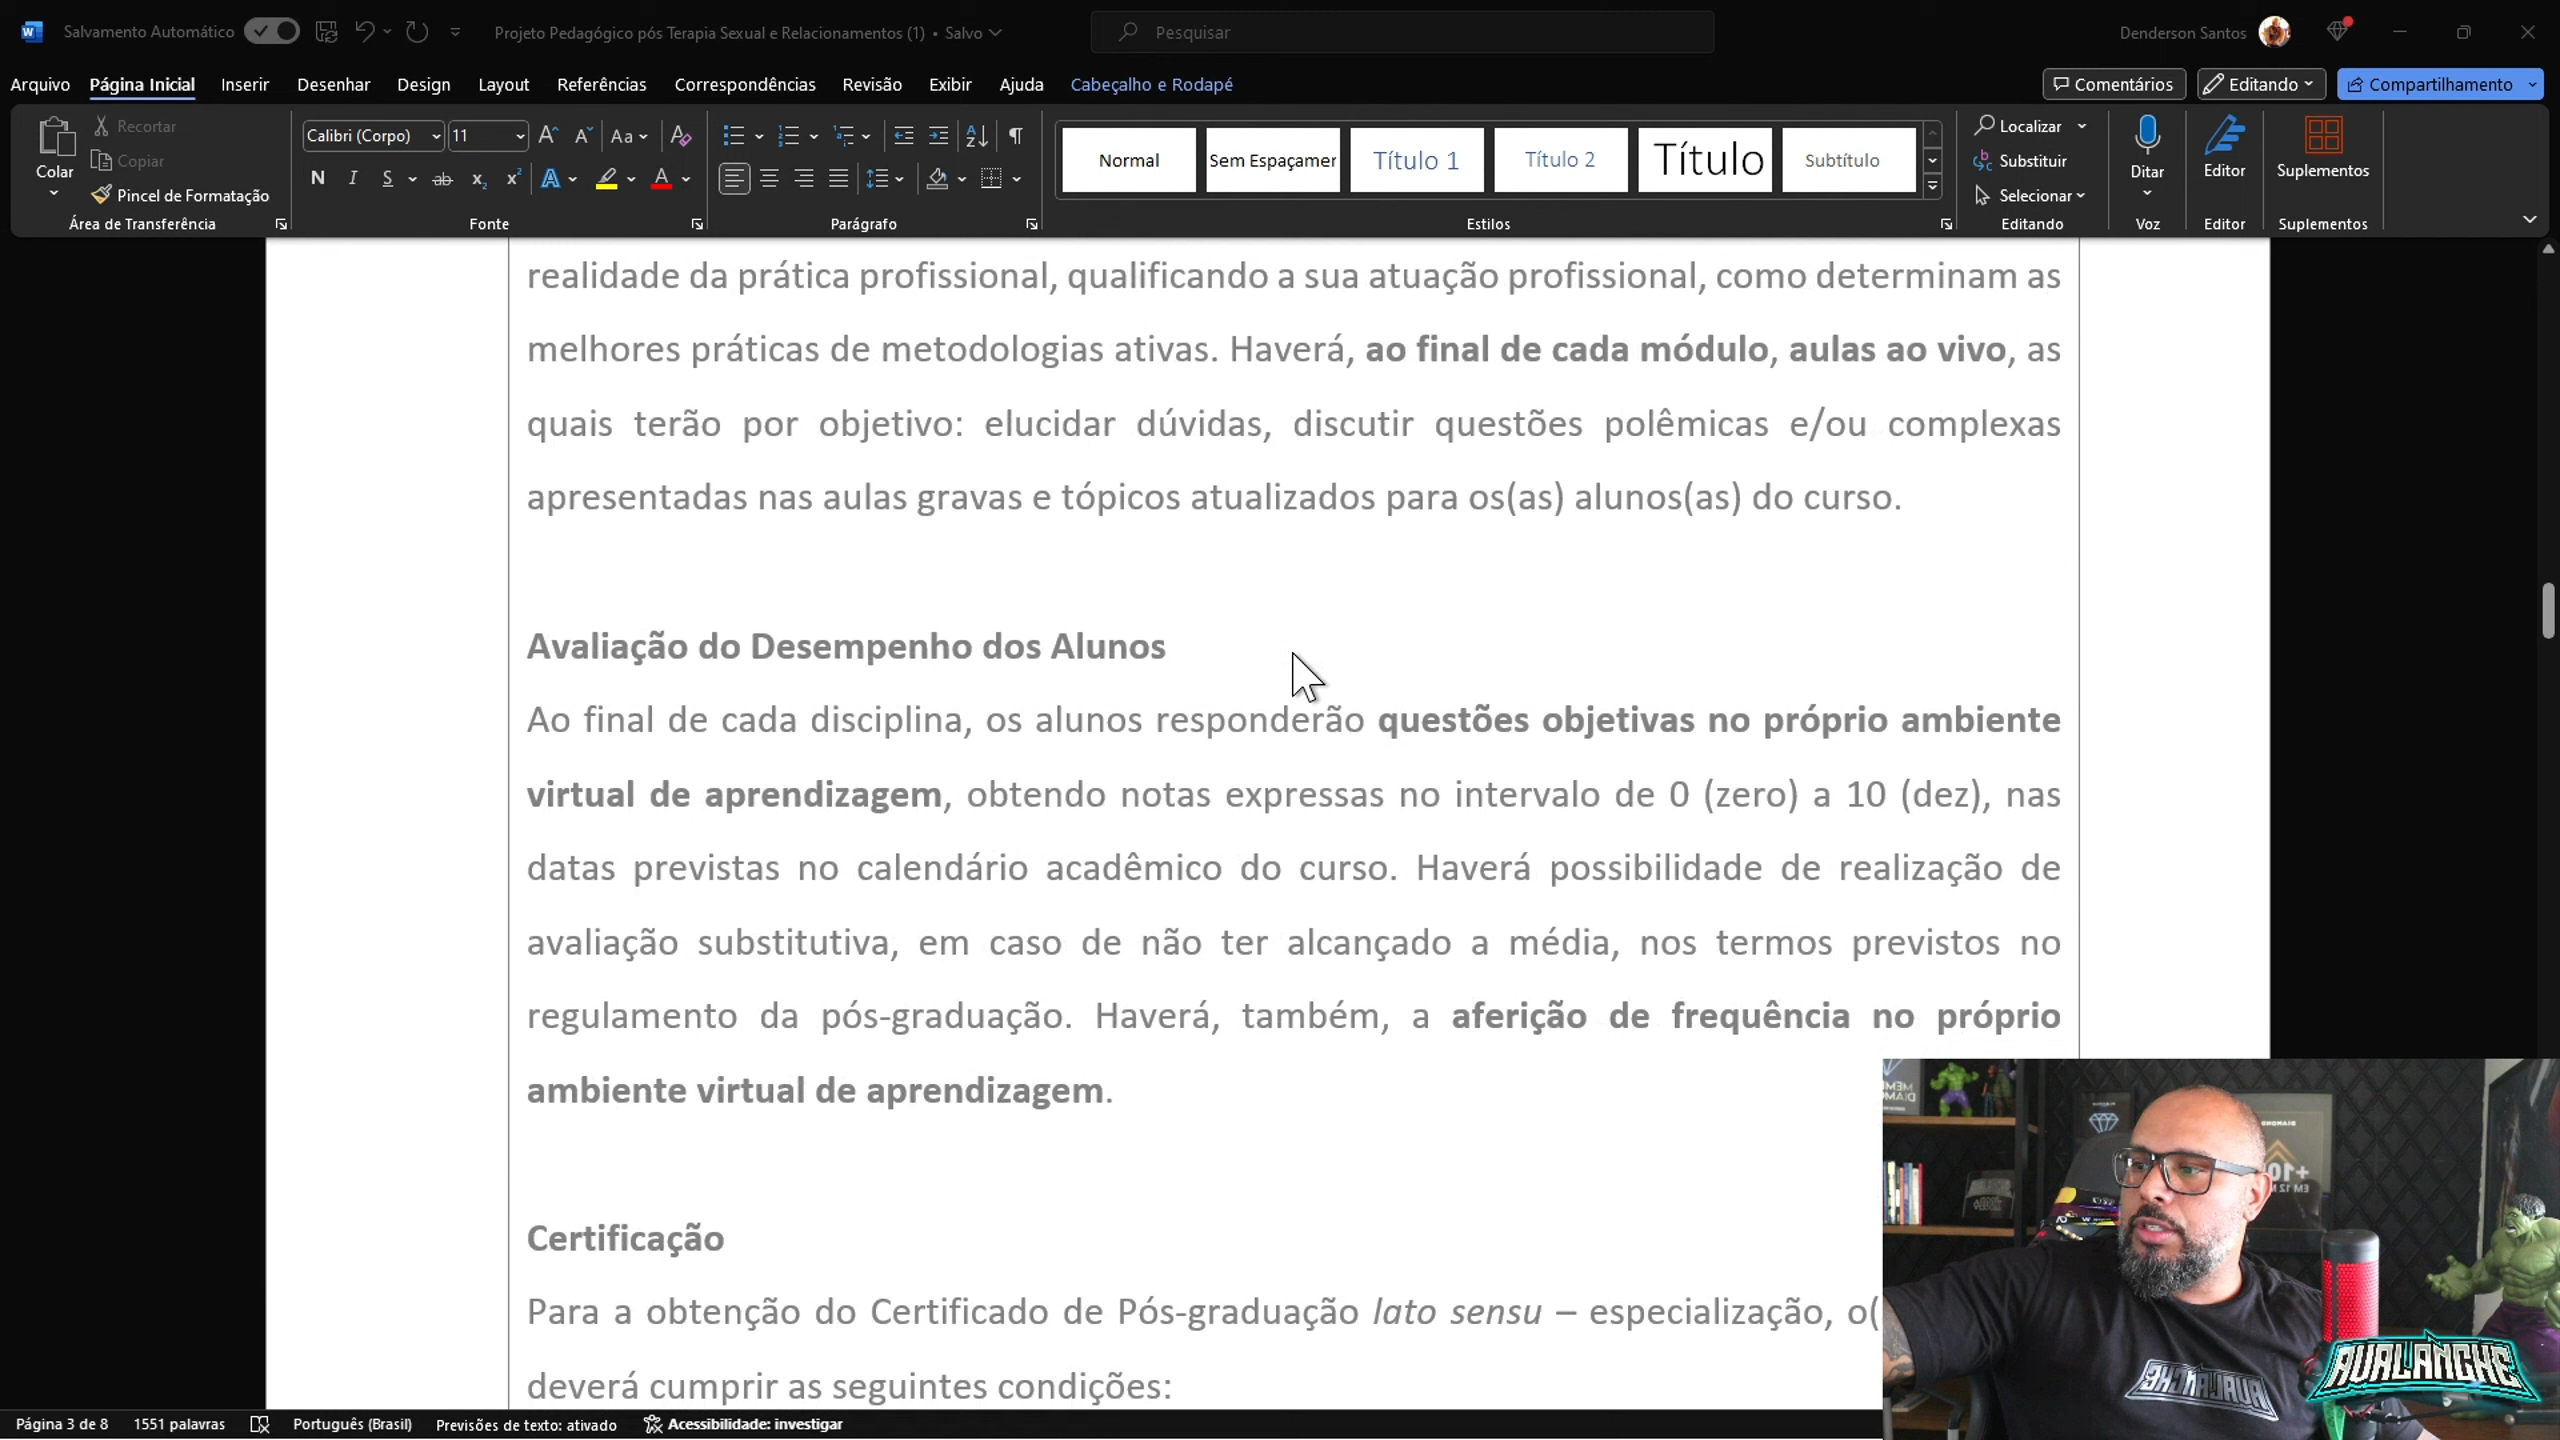 Salvamento Automático
Projeto Pedagógico pós Terapia Sexual e Relacionamentos (1) • Salvo
Pesquisar
Denderson Santos
Arquivo Página Inicial Inserir Desenhar Design Layout Referências Correspondências Revisão Exibir Ajuda Cabeçalho e Rodapé
Comentários Editando Compartilhamento
Colar
Recortar
Copiar
Pincel de Formatação
Área de Transferência
Calibri (Corpo) 11
Fonte
Parágrafo
Normal
Sem Espaçamer
Título 1
Título 2
Título
Subtítulo
Estilos
Localizar
Substituir
Selecionar
Editando
Ditar
Voz
Editor
Editor
Suplementos
Suplementos
realidade da prática profissional, qualificando a sua atuação profissional, como determinam as
melhores práticas de metodologias ativas. Haverá, ao final de cada módulo, aulas ao vivo, as
quais terão por objetivo: elucidar dúvidas, discutir questões polêmicas e/ou complexas
apresentadas nas aulas gravas e tópicos atualizados para os(as) alunos(as) do curso.
Avaliação do Desempenho dos Alunos
Ao final de cada disciplina, os alunos responderão questões objetivas no próprio ambiente
virtual de aprendizagem, obtendo notas expressas no intervalo de 0 (zero) a 10 (dez), nas
datas previstas no calendário acadêmico do curso. Haverá possibilidade de realização de
avaliação substitutiva, em caso de não ter alcançado a média, nos termos previstos no
regulamento da pós-graduação. Haverá, também, a aferição de frequência no próprio
ambiente virtual de aprendizagem.
Certificação
Para a obtenção do Certificado de Pós-graduação lato sensu – especialização, o(
deverá cumprir as seguintes condições:
AVALANCHE
AVALANCHE
Página 3 de 8 1551 palavras Português (Brasil) Previsões de texto: ativado Acessibilidade: investigar